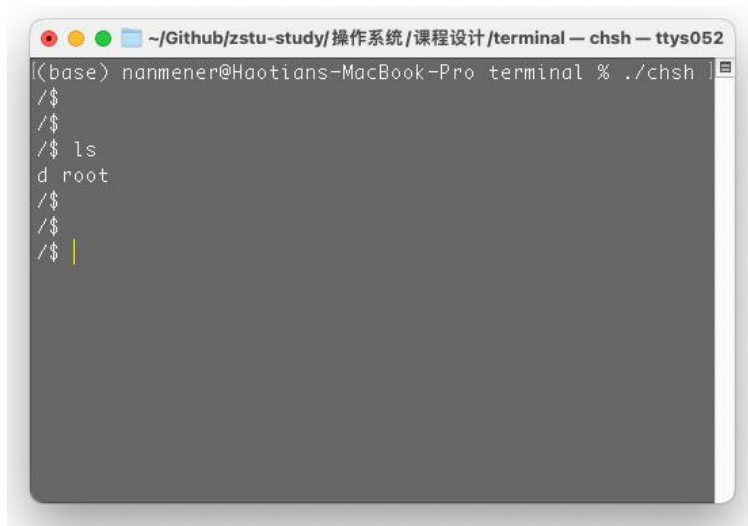 ~/Github/zstu-study/操作系统/课程设计/terminal — chsh — ttys052
[(base) nanmener@Haotians-MacBook-Pro terminal % ./chsh ]
/$
/$
/$ ls
d root
/$
/$
/$